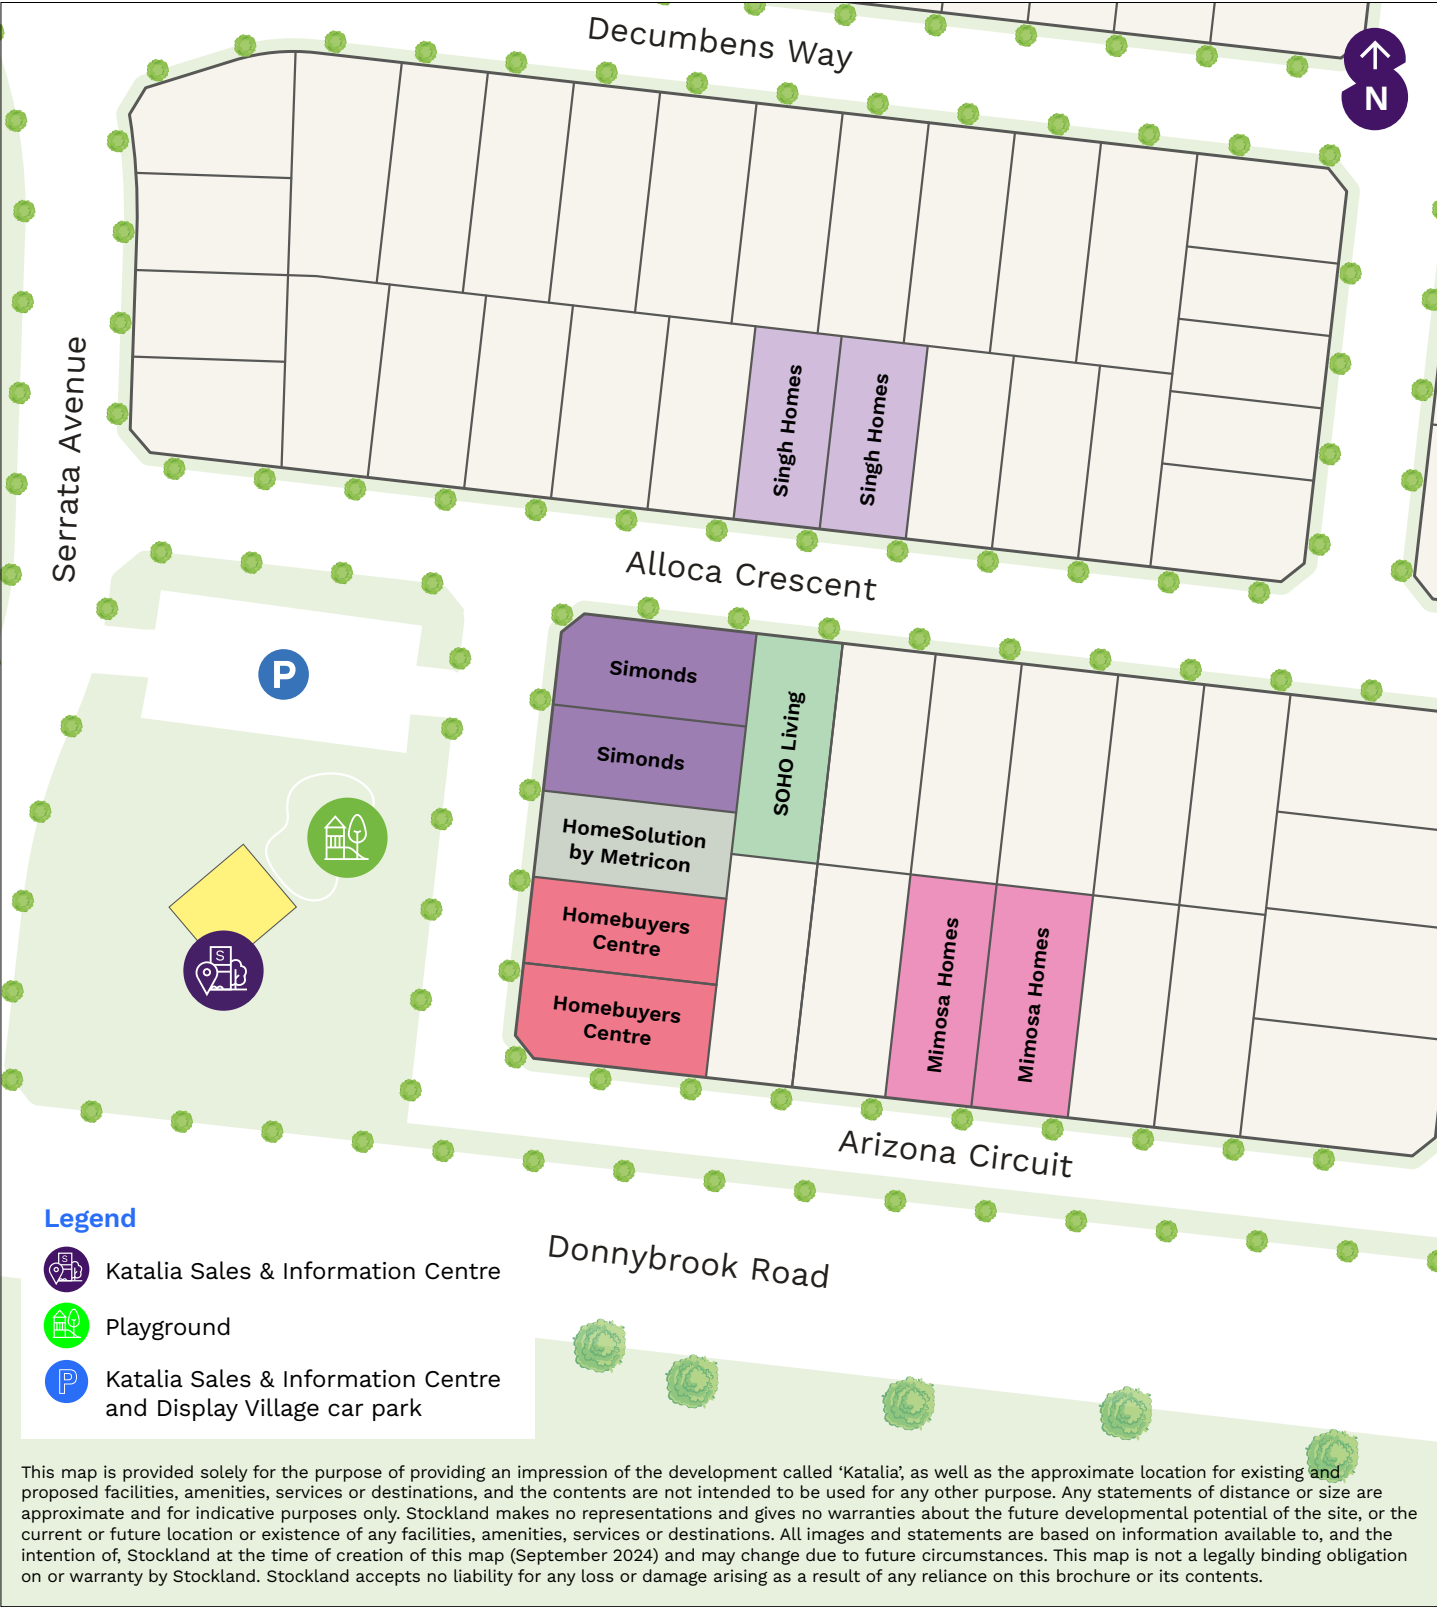 Decumbens Way
N
Serrata Avenue
Singh Homes
Singh Homes
Alloca Crescent
P
Simonds
Simonds
SOHO Living
HomeSolution
by Metricon
Homebuyers
Centre
Homebuyers
Centre
Mimosa Homes
Mimosa Homes
S
Arizona Circuit
Donnybrook Road
Legend
S
Katalia Sales & Information Centre
Playground
P
Katalia Sales & Information Centre
and Display Village car park
This map is provided solely for the purpose of providing an impression of the development called ‘Katalia’, as well as the approximate location for existing and
proposed facilities, amenities, services or destinations, and the contents are not intended to be used for any other purpose. Any statements of distance or size are
approximate and for indicative purposes only. Stockland makes no representations and gives no warranties about the future developmental potential of the site, or the
current or future location or existence of any facilities, amenities, services or destinations. All images and statements are based on information available to, and the
intention of, Stockland at the time of creation of this map (September 2024) and may change due to future circumstances. This map is not a legally binding obligation
on or warranty by Stockland. Stockland accepts no liability for any loss or damage arising as a result of any reliance on this brochure or its contents.